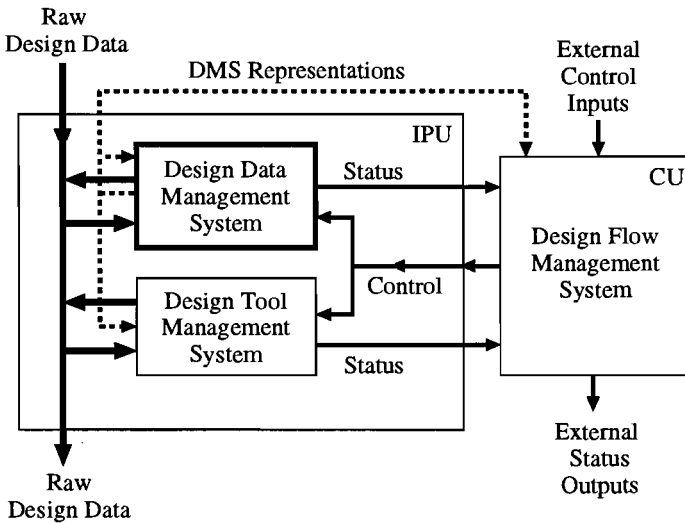 Raw
Design Data
DMS Representations
External
Control
Inputs
IPU
Design Data
Management
System
Status
CU
Design Flow
Management
System
Control
Design Tool
Management
System
Status
External
Status
Outputs
Raw
Design Data